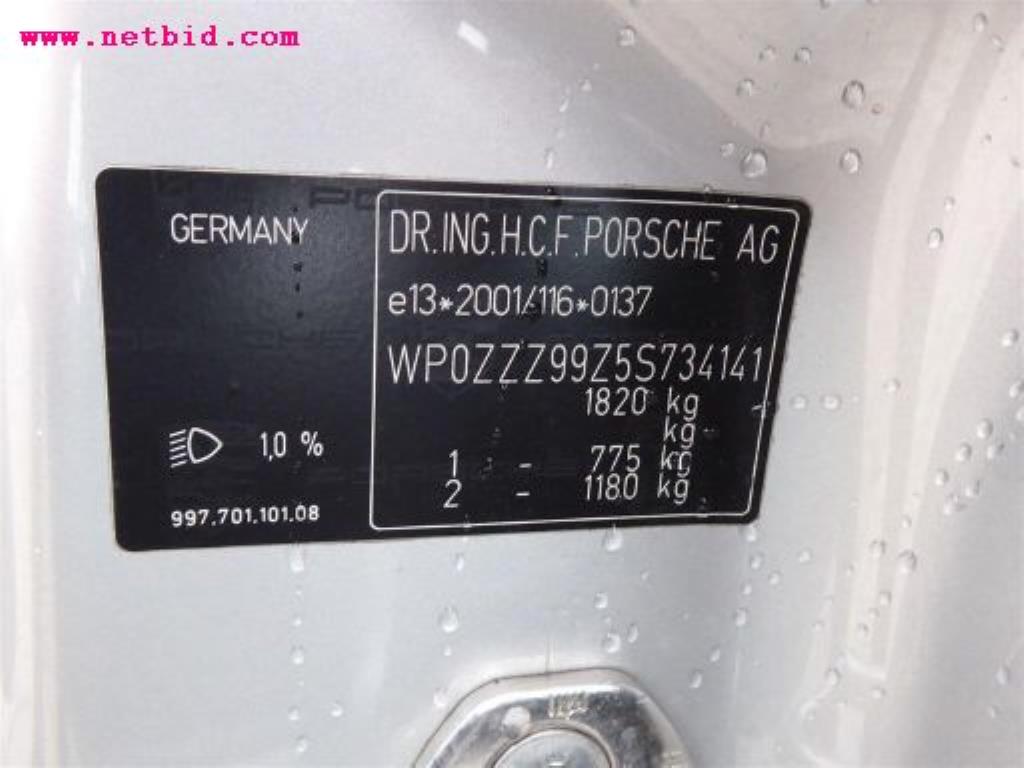 www.netbid.com
GERMANY
1,0 %
997.701.101.08
DR.ING.H.C.F.PORSCHE AG
e13*2001/116*0137
WP0ZZZ99Z5S734141
1820 kg
kg
1 - 775 kg
2 - 1180 kg